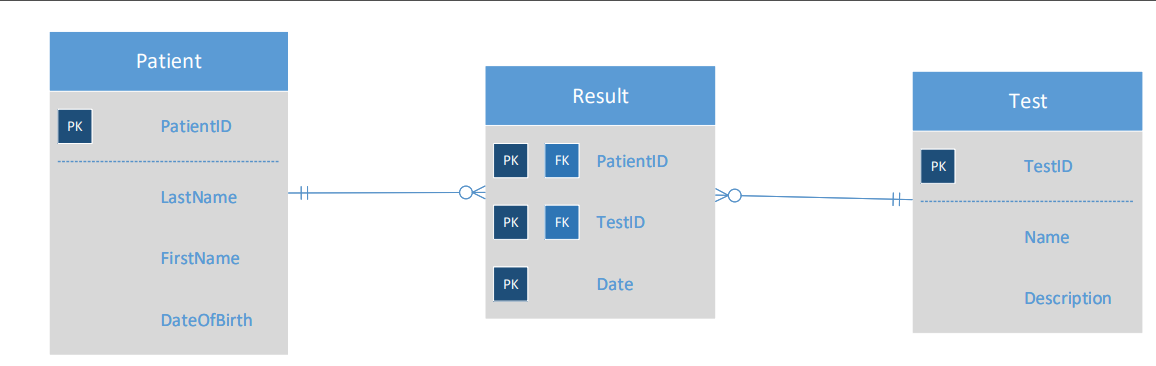 Patient
PK PatientID
LastName
FirstName
DateOfBirth
Result
PK FK PatientID
PK FK TestID
PK Date
Test
PK TestID
Name
Description